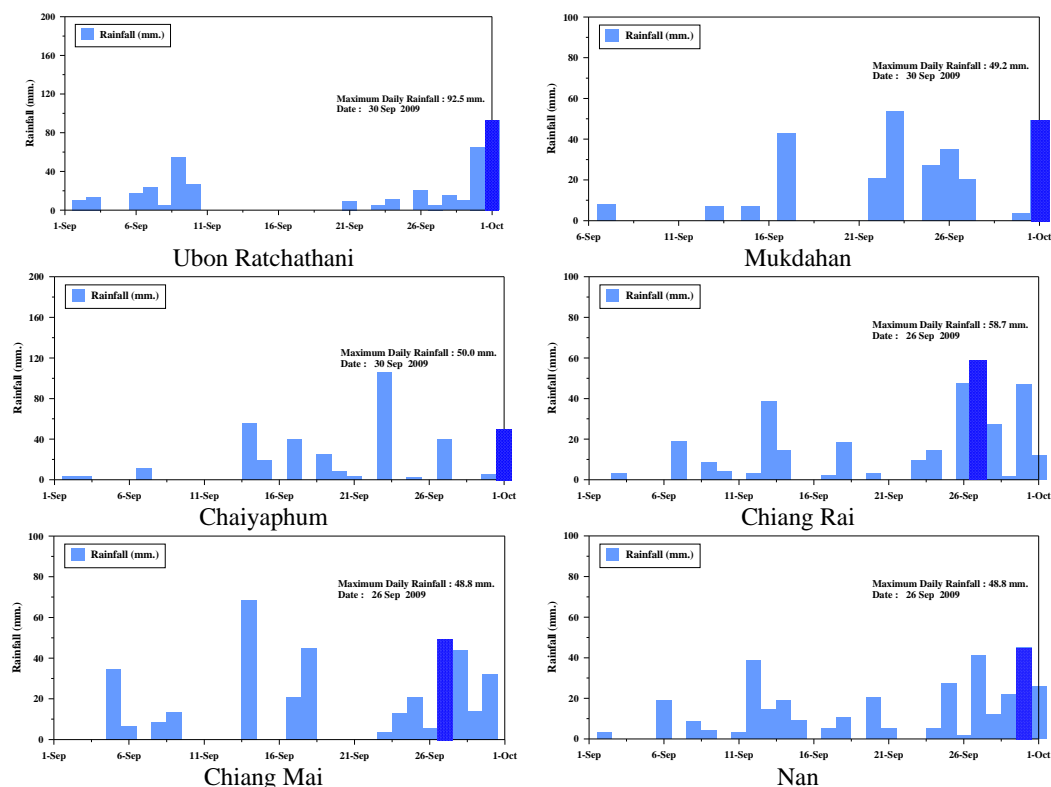 200
160
120
80
40
0
Rainfall (mm.)
Rainfall (mm.)
Maximum Daily Rainfall : 92.5 mm.
Date : 30 Sep 2009
1-Sep 6-Sep 11-Sep 16-Sep 21-Sep 26-Sep 1-Oct
Ubon Ratchathani
100
80
60
40
20
0
Rainfall (mm.)
Rainfall (mm.)
Maximum Daily Rainfall : 49.2 mm.
Date : 30 Sep 2009
6-Sep 11-Sep 16-Sep 21-Sep 26-Sep 1-Oct
Mukdahan
200
160
120
80
40
0
Rainfall (mm.)
Rainfall (mm.)
Maximum Daily Rainfall : 50.0 mm.
Date : 30 Sep 2009
1-Sep 6-Sep 11-Sep 16-Sep 21-Sep 26-Sep 1-Oct
Chaiyaphum
100
80
60
40
20
0
Rainfall (mm.)
Rainfall (mm.)
Maximum Daily Rainfall : 58.7 mm.
Date : 26 Sep 2009
1-Sep 6-Sep 11-Sep 16-Sep 21-Sep 26-Sep 1-Oct
Chiang Rai
100
80
60
40
20
0
Rainfall (mm.)
Rainfall (mm.)
Maximum Daily Rainfall : 48.8 mm.
Date : 26 Sep 2009
1-Sep 6-Sep 11-Sep 16-Sep 21-Sep 26-Sep 1-Oct
Chiang Mai
100
80
60
40
20
0
Rainfall (mm.)
Rainfall (mm.)
Maximum Daily Rainfall : 48.8 mm.
Date : 26 Sep 2009
1-Sep 6-Sep 11-Sep 16-Sep 21-Sep 26-Sep 1-Oct
Nan